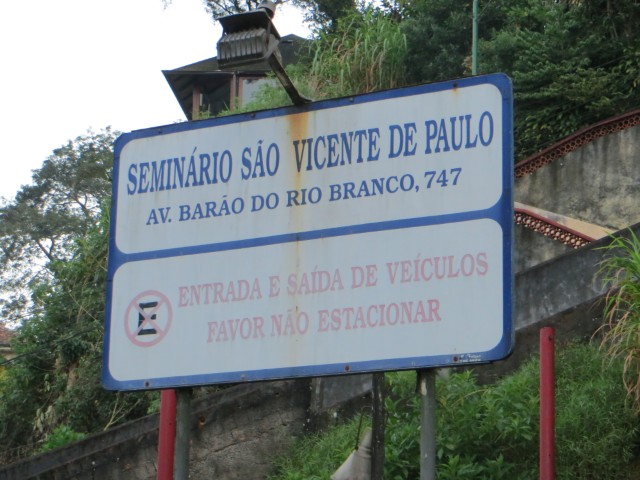 SEMINÁRIO SÃO VICENTE DE PAULO
AV. BARÃO DO RIO BRANCO, 747
E
ENTRADA E SAÍDA DE VEÍCULOS
FAVOR NÃO ESTACIONAR